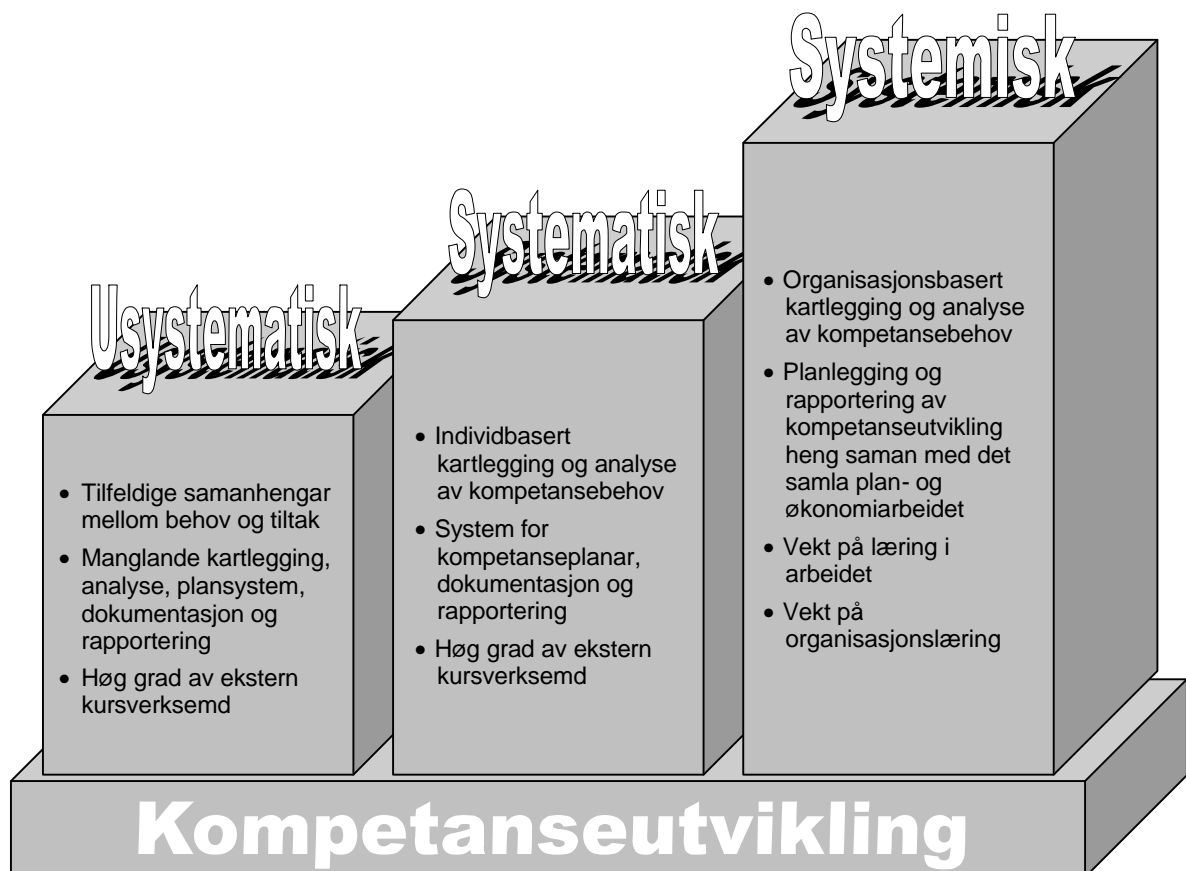 Usystematisk
• Tilfeldige samanhengar
mellom behov og tiltak
• Manglande kartlegging,
analyse, plansystem,
dokumentasjon og
rapportering
• Høg grad av ekstern
kursverksemd
Systematisk
• Individbasert
kartlegging og analyse
av kompetansebehov
• System for
kompetanseplanar,
dokumentasjon og
rapportering
• Høg grad av ekstern
kursverksemd
Systemisk
• Organisasjonsbasert
kartlegging og analyse
av kompetansebehov
• Planlegging og
rapportering av
kompetanseutvikling
heng saman med det
samla plan- og
økonomiarbeidet
• Vekt på læring i
arbeidet
• Vekt på
organisasjonslæring
Kompetanseutvikling